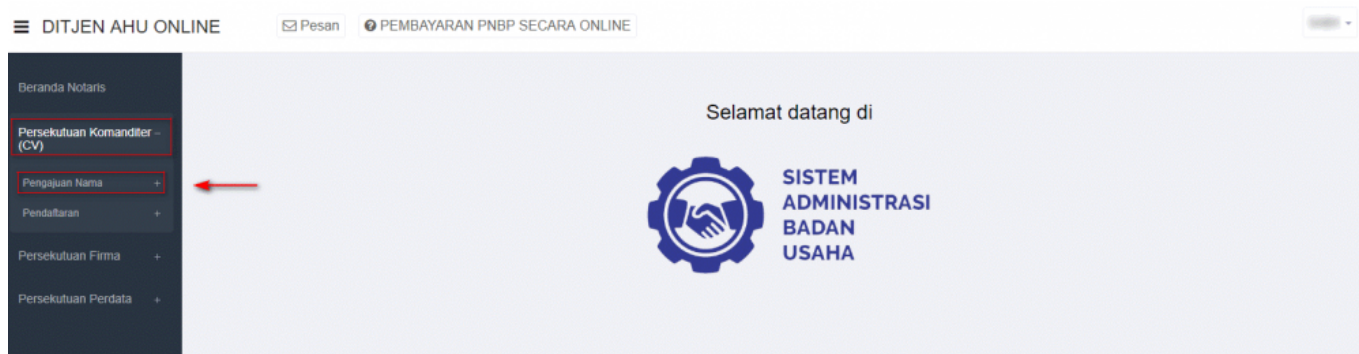 DITJEN AHU ONLINE
Pesan
PEMBAYARAN PNBP SECARA ONLINE
Beranda Notaris
Persekutuan Komanditer
(CV)
Pengajuan Nama
Pendaftaran
Persekutuan Firma
Persekutuan Perdata
Selamat datang di
SISTEM
ADMINISTRASI
BADAN
USAHA